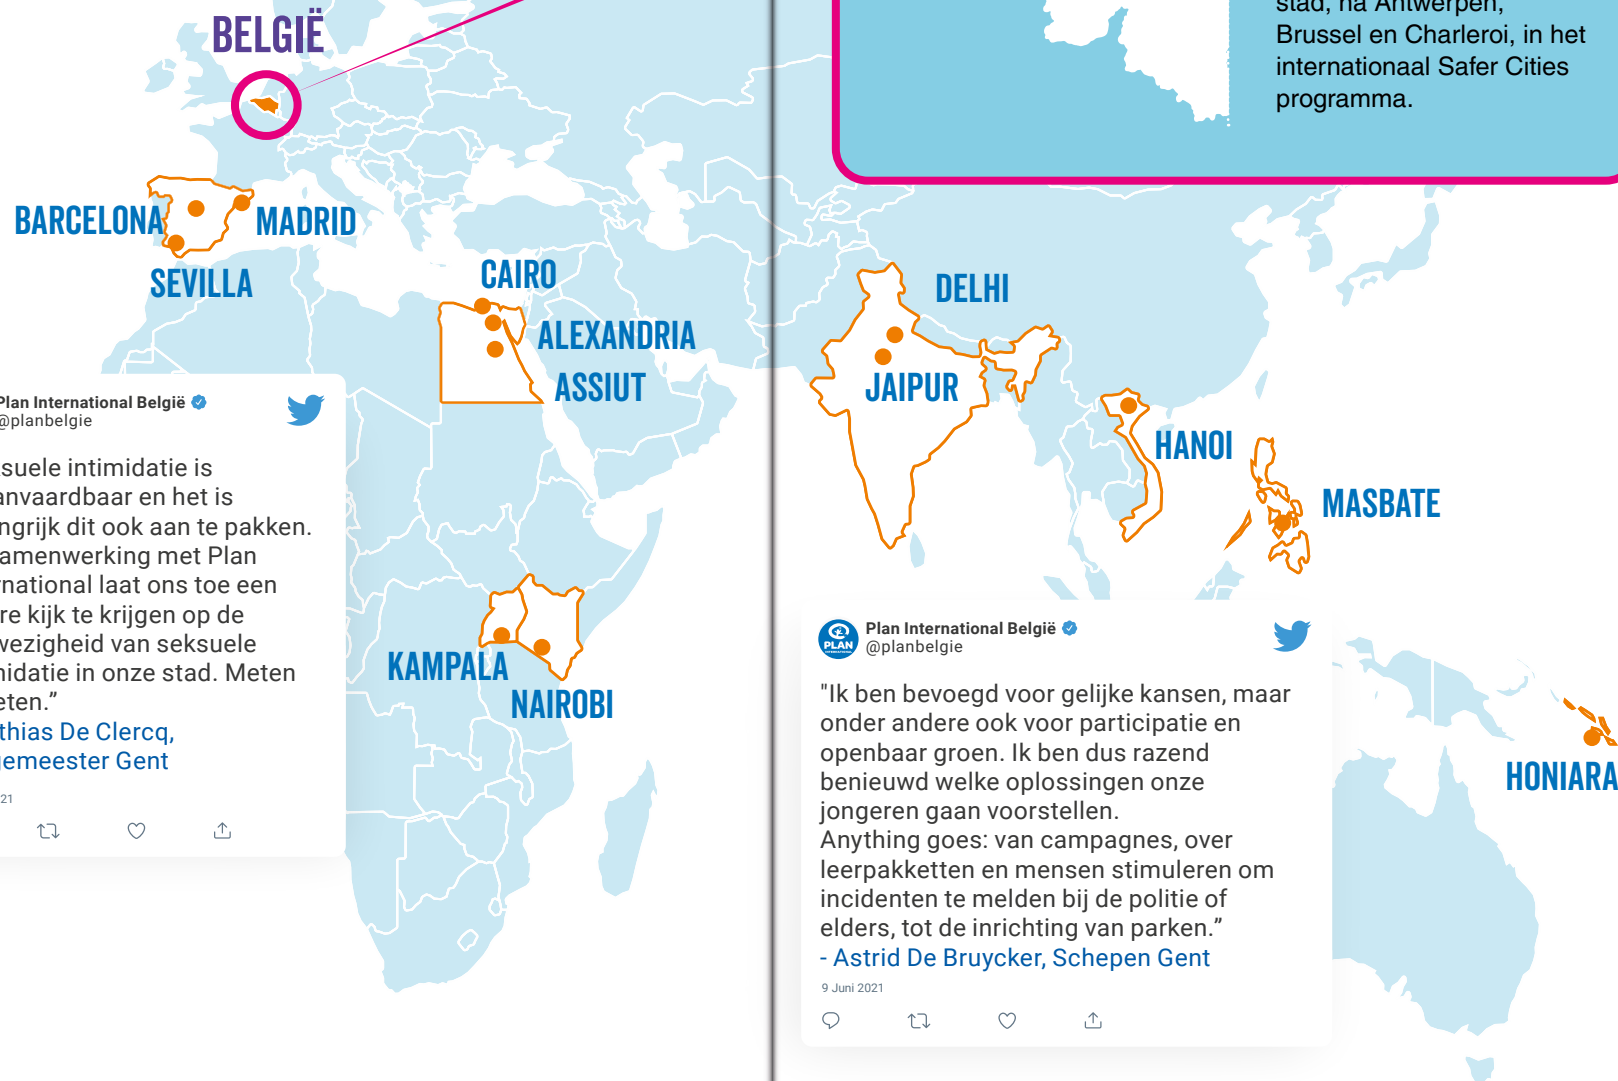 BELGIË
BARCELONA
MADRID
SEVILLA
CAIRO
ALEXANDRIA
ASSIUT
KAMPALA
NAIROBI
Plan International België
@planbelgie
suele intimidatie is
anvaardbaar en het is
ngrijk dit ook aan te pakken.
amenwerking met Plan
rnational laat ons toe een
re kijk te krijgen op de
wezigheid van seksuele
nidatie in onze stad. Meten
eten.”
thias De Clercq,
gemeester Gent
21
stad, na Antwerpen,
Brussel en Charleroi, in het
internationaal Safer Cities
programma.
DELHI
JAIPUR
HANOI
MASBATE
HONIARA
PLAN
INTERNATIONAL
Plan International België
@planbelgie
"Ik ben bevoegd voor gelijke kansen, maar
onder andere ook voor participatie en
openbaar groen. Ik ben dus razend
benieuwd welke oplossingen onze
jongeren gaan voorstellen.
Anything goes: van campagnes, over
leerpakketten en mensen stimuleren om
incidenten te melden bij de politie of
elders, tot de inrichting van parken.”
- Astrid De Bruycker, Schepen Gent
9 Juni 2021